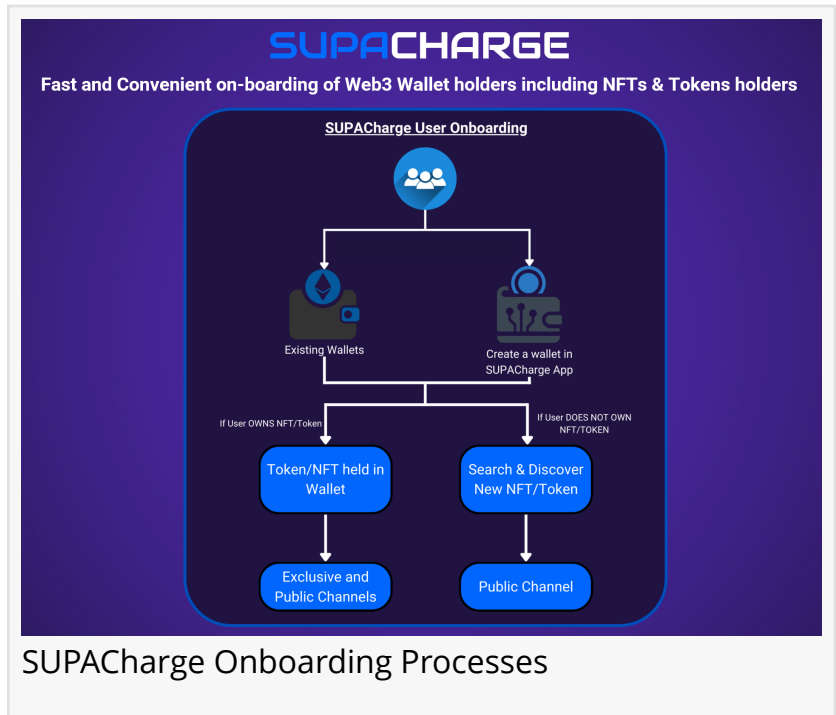 SUPACHARGE
Fast and Convenient on-boarding of Web3 Wallet holders including NFTs & Tokens holders
SUPACharge User Onboarding
Existing Wallets
Create a wallet in
SUPACharge App
If User OWNS NFT/Token
If User DOES NOT OWN
NFT/TOKEN
Token/NFT held in
Wallet
Search & Discover
New NFT/Token
Exclusive and
Public Channels
Public Channel
SUPACharge Onboarding Processes